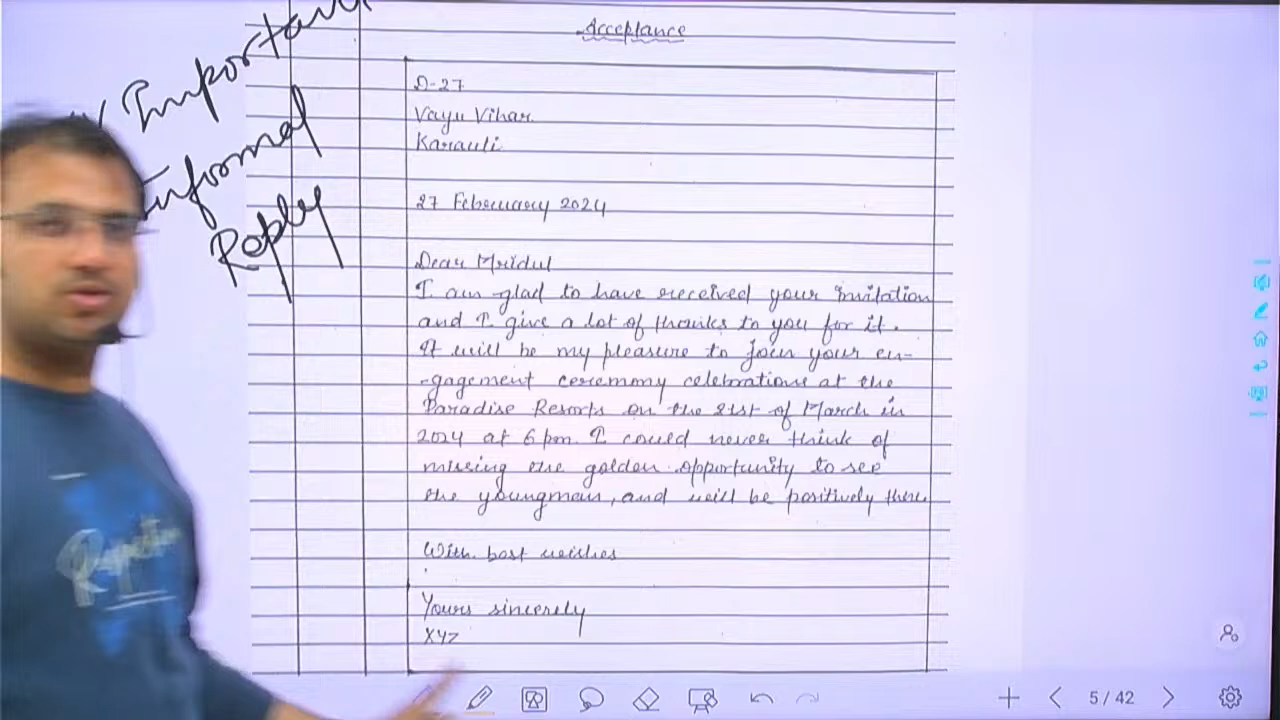 Important
Informal
Reply
Acceptance
D-27
Vayu Vihar
Karauli
27 February 2024
Dear Mridul
I am glad to have received your invitation
and I give a lot of thanks to you for it.
It will be my pleasure to join your en-
-gagement ceremony celebrations at the
Paradise Resorts on the 21st of March in
2024 at 6 pm. I could never think of
missing the golden opportunity to see
the youngman, and will be positively there
With best wishes
Yours sincerely
XYZ
5 / 42